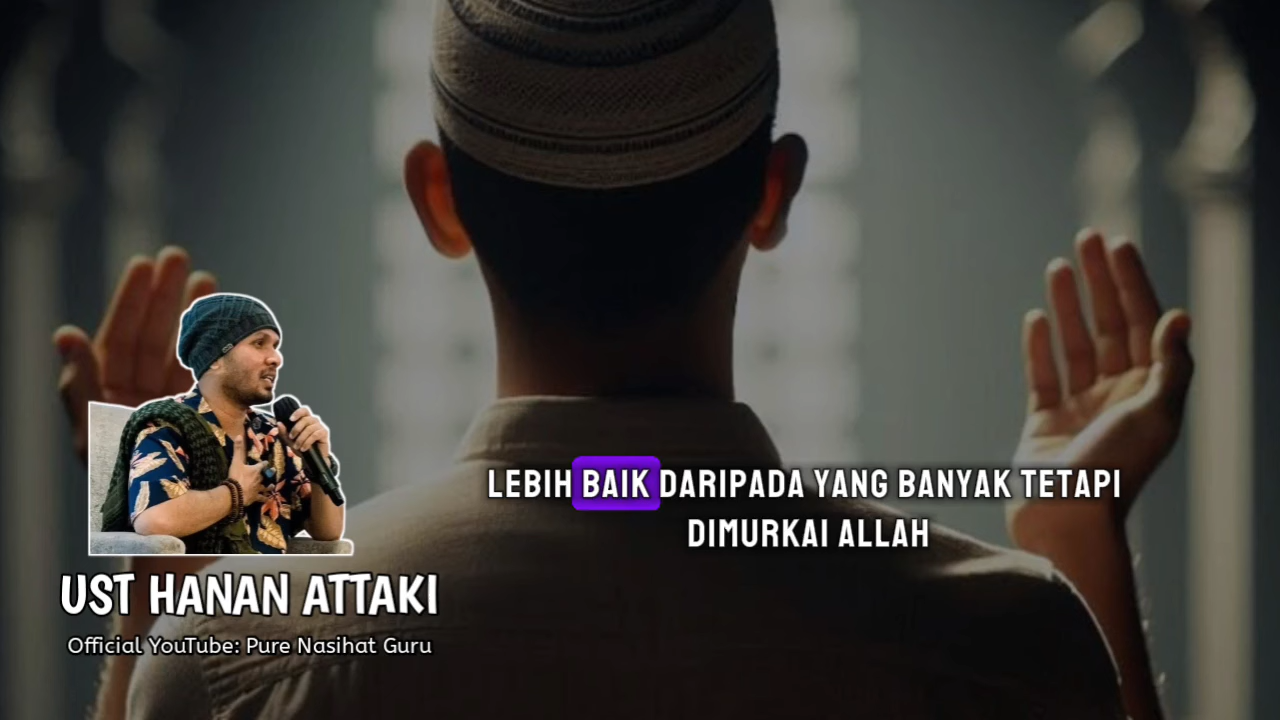 LEBIH BAIK DARIPADA YANG BANYAK TETAPI
DIMURKAI ALLAH
UST HANAN ATTAKI
Official YouTube: Pure Nasihat Guru